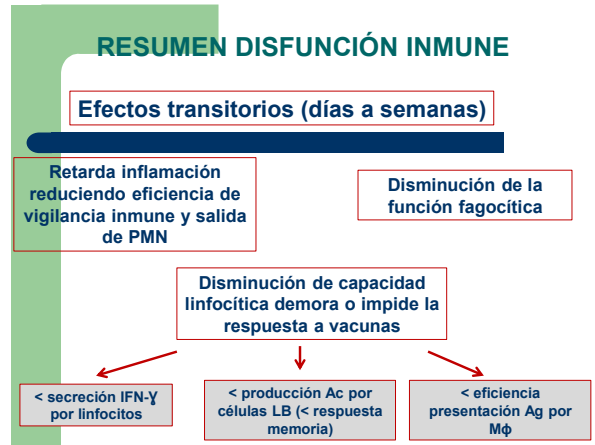 RESUMEN DISFUNCIÓN INMUNE
Efectos transitorios (días a semanas)
Retarda inflamación
reduciendo eficiencia de
vigilancia inmune y salida
de PMN
Disminución de la
función fagocítica
Disminución de capacidad
linfocítica demora o impide la
respuesta a vacunas
< secreción IFN-Ɣ
por linfocitos
< producción Ac por
células LB (< respuesta
memoria)
< eficiencia
presentación Ag por
Mϕ